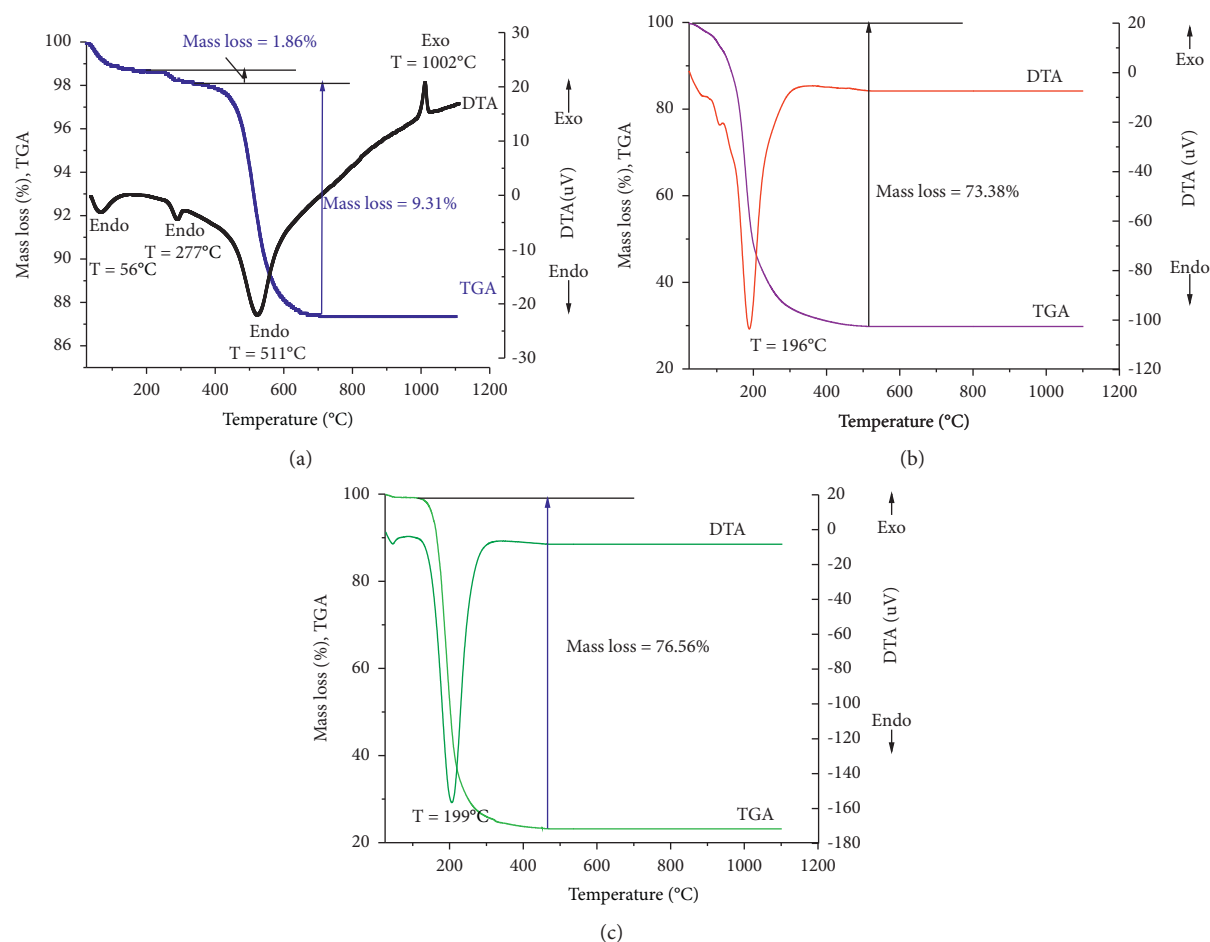 Mass loss = 1.86%
Exo
T = 1002°C
100
98
96
94
92
90
88
86
Mass loss (%), TGA
DTA
Mass loss = 9.31%
Endo
T = 56°C
Endo
T = 277°C
Endo
T = 511°C
TGA
30
20
10
0
-10
-20
-30
DTA(uV)
Exo
Endo
200 400 600 800 1000 1200
Temperature (°C)
(a)
100
80
60
40
20
Mass loss (%), TGA
DTA
Mass loss = 73.38%
TGA
T = 196°C
20
0
-20
-40
-60
-80
-100
-120
DTA (uV)
Exo
Endo
0 200 400 600 800 1000 1200
Temperature (°C)
(b)
100
80
60
40
20
Mass loss (%), TGA
DTA
Mass loss = 76.56%
T = 199°C
TGA
20
0
-20
-40
-60
-80
-100
-120
-140
-160
-180
DTA (uV)
Exo
Endo
200 400 600 800 1000 1200
Temperature (°C)
(c)